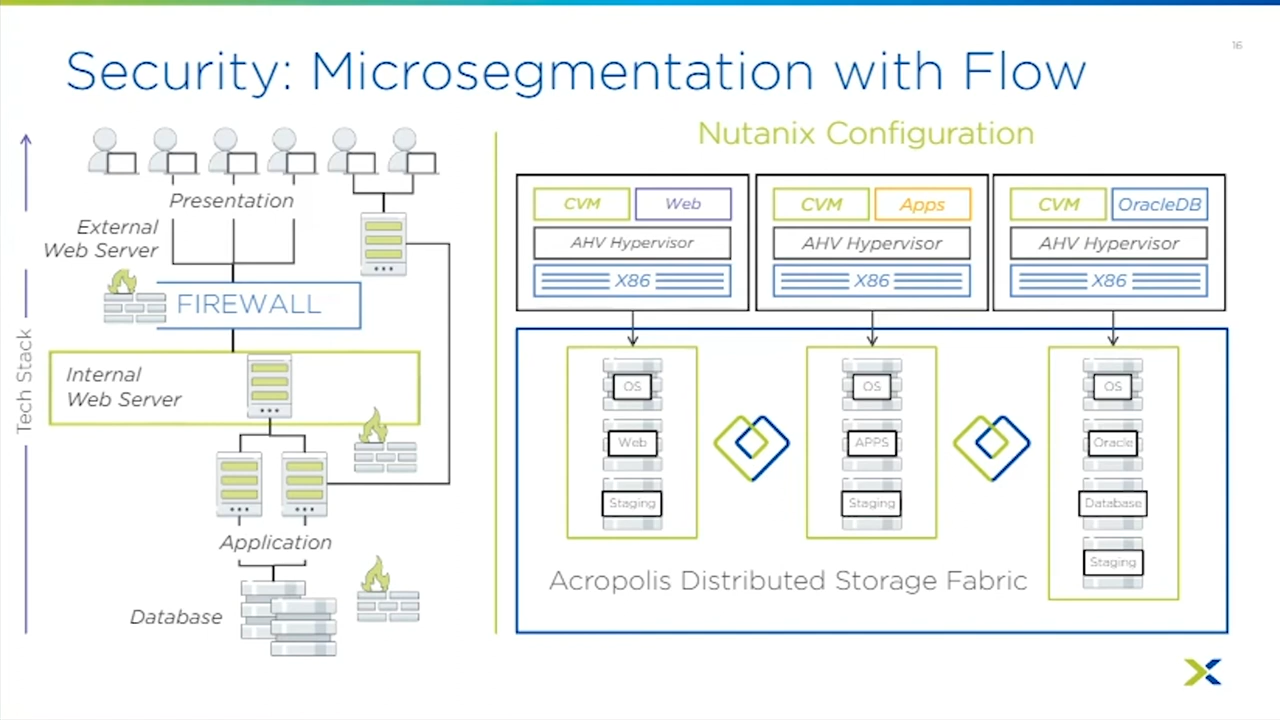 16
Security: Microsegmentation with Flow
Tech Stack
Presentation
External
Web Server
FIREWALL
Internal
Web Server
Application
Database
Nutanix Configuration
CVM Web
AHV Hypervisor
X86
CVM Apps
AHV Hypervisor
X86
CVM OracleDB
AHV Hypervisor
X86
OS
Web
Staging
OS
APPS
Staging
OS
Oracle
Database
Staging
Acropolis Distributed Storage Fabric